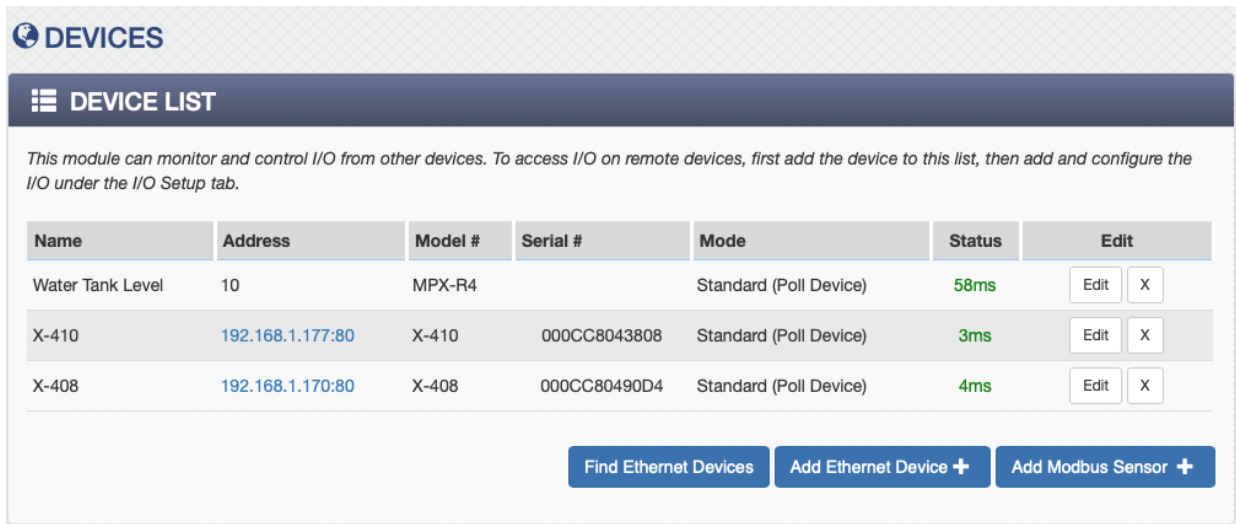 DEVICES
DEVICE LIST
This module can monitor and control I/O from other devices. To access I/O on remote devices, first add the device to this list, then add and configure the
I/O under the I/O Setup tab.
Name Address Model # Serial # Mode Status Edit
Water Tank Level 10 MPX-R4 Standard (Poll Device) 58ms Edit X
X-410 192.168.1.177:80 X-410 000CC8043808 Standard (Poll Device) 3ms Edit X
X-408 192.168.1.170:80 X-408 000CC80490D4 Standard (Poll Device) 4ms Edit X
Find Ethernet Devices Add Ethernet Device + Add Modbus Sensor +